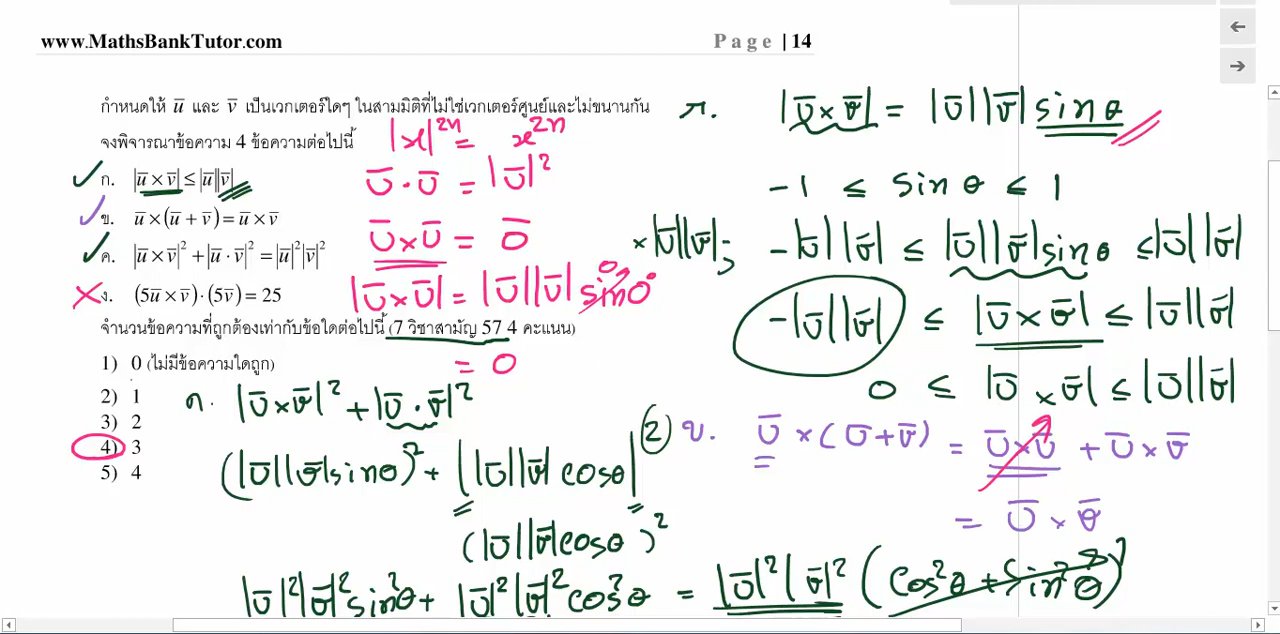 www.MathsBankTutor.com
P a g e | 14
กำหนดให้ u̅ และ v̅ เป็นเวกเตอร์ใดๆ ในสามมิติที่ไม่ใช่เวกเตอร์ศูนย์และไม่ขนานกัน
จงพิจารณาข้อความ 4 ข้อความต่อไปนี้
ก. |u̅ × v̅| ≤ |u̅||v̅|
ข. u̅ × (u̅ + v̅) = u̅ × v̅
ค. |u̅ × v̅|² + |u̅ · v̅|² = |u̅|²|v̅|²
ง. (5u̅ × v̅) · (5v̅) = 25
จำนวนข้อความที่ถูกต้องเท่ากับข้อใดต่อไปนี้ (7 วิชาสามัญ 57 4 คะแนน)
1) 0 (ไม่มีข้อความใดถูก)
2) 1
3) 2
4) 3
5) 4
|x|²ⁿ = x²ⁿ
u̅ · u̅ = |u̅|²
u̅ × u̅ = 0̅
|u̅ × u̅| = |u̅||u̅| sin 0° 0
= 0
ก. |u̅ × v̅| = |u̅||v̅| sin θ
-1 ≤ sin θ ≤ 1
×|u̅||v̅| ; -|u̅||v̅| ≤ |u̅||v̅| sin θ ≤ |u̅||v̅|
-|u̅||v̅| ≤ |u̅ × v̅| ≤ |u̅||v̅|
0 ≤ |u̅ × v̅| ≤ |u̅||v̅|
ข. u̅ × (u̅ + v̅) = u̅ × u̅ + u̅ × v̅
= u̅ × v̅
ค. |u̅ × v̅|² + |u̅ · v̅|²
(|u̅||v̅| sin θ)² + ||u̅||v̅| cos θ|²
(|u̅||v̅| cos θ)²
|u̅|²|v̅|² sin²θ + |u̅|²|v̅|² cos²θ = |u̅|²|v̅|² (cos²θ + sin²θ)